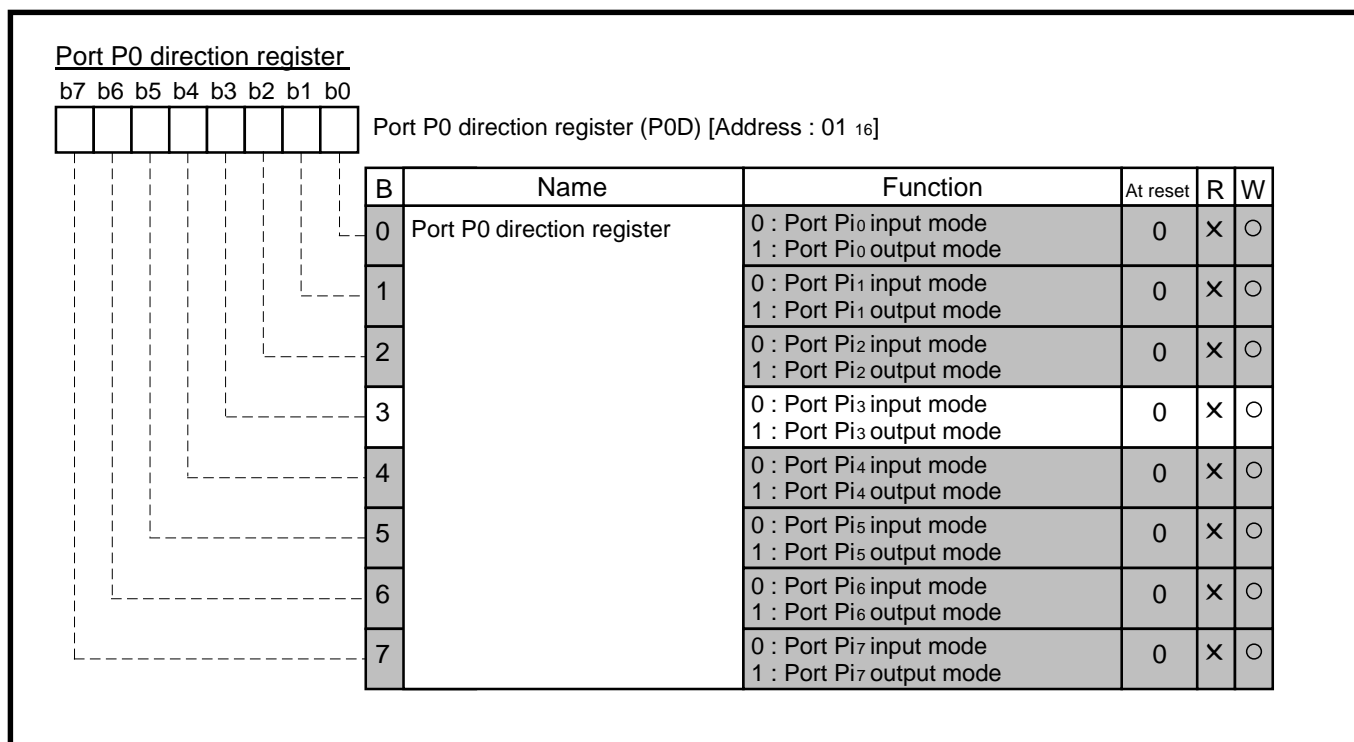 Port P0 direction register
b7 b6 b5 b4 b3 b2 b1 b0
Port P0 direction register (P0D) [Address : 01 16]
B Name Function At reset R W
0 Port P0 direction register 0 : Port Pi0 input mode 0 × ○
1 : Port Pi0 output mode
1 0 : Port Pi1 input mode 0 × ○
1 : Port Pi1 output mode
2 0 : Port Pi2 input mode 0 × ○
1 : Port Pi2 output mode
3 0 : Port Pi3 input mode 0 × ○
1 : Port Pi3 output mode
4 0 : Port Pi4 input mode 0 × ○
1 : Port Pi4 output mode
5 0 : Port Pi5 input mode 0 × ○
1 : Port Pi5 output mode
6 0 : Port Pi6 input mode 0 × ○
1 : Port Pi6 output mode
7 0 : Port Pi7 input mode 0 × ○
1 : Port Pi7 output mode